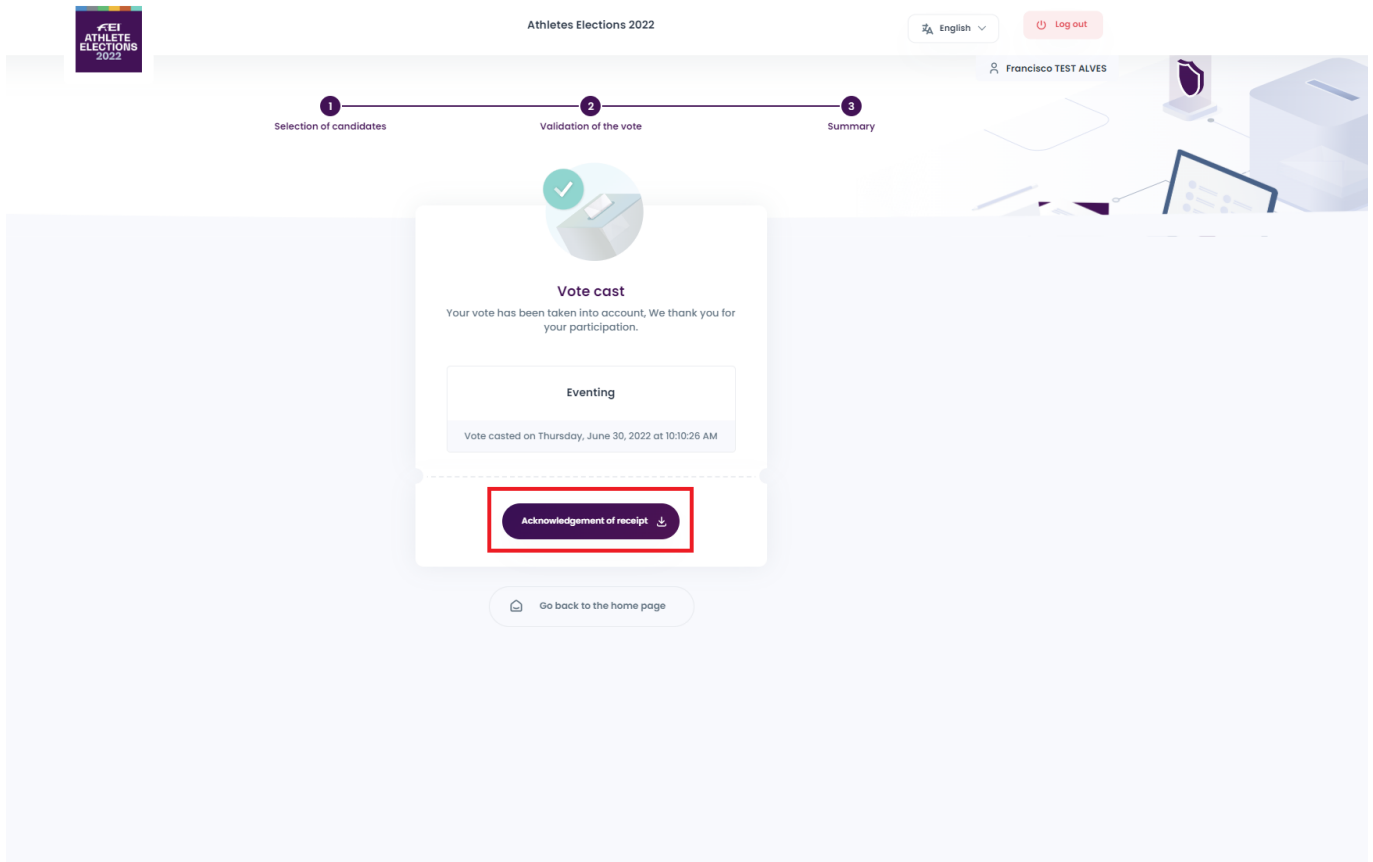 FEI
ATHLETE
ELECTIONS
2022
Athletes Elections 2022
English
Log out
Francisco TEST ALVES
1
2
3
Selection of candidates
Validation of the vote
Summary
Vote cast
Your vote has been taken into account, We thank you for
your participation.
Eventing
Vote casted on Thursday, June 30, 2022 at 10:10:26 AM
Acknowledgement of receipt
Go back to the home page